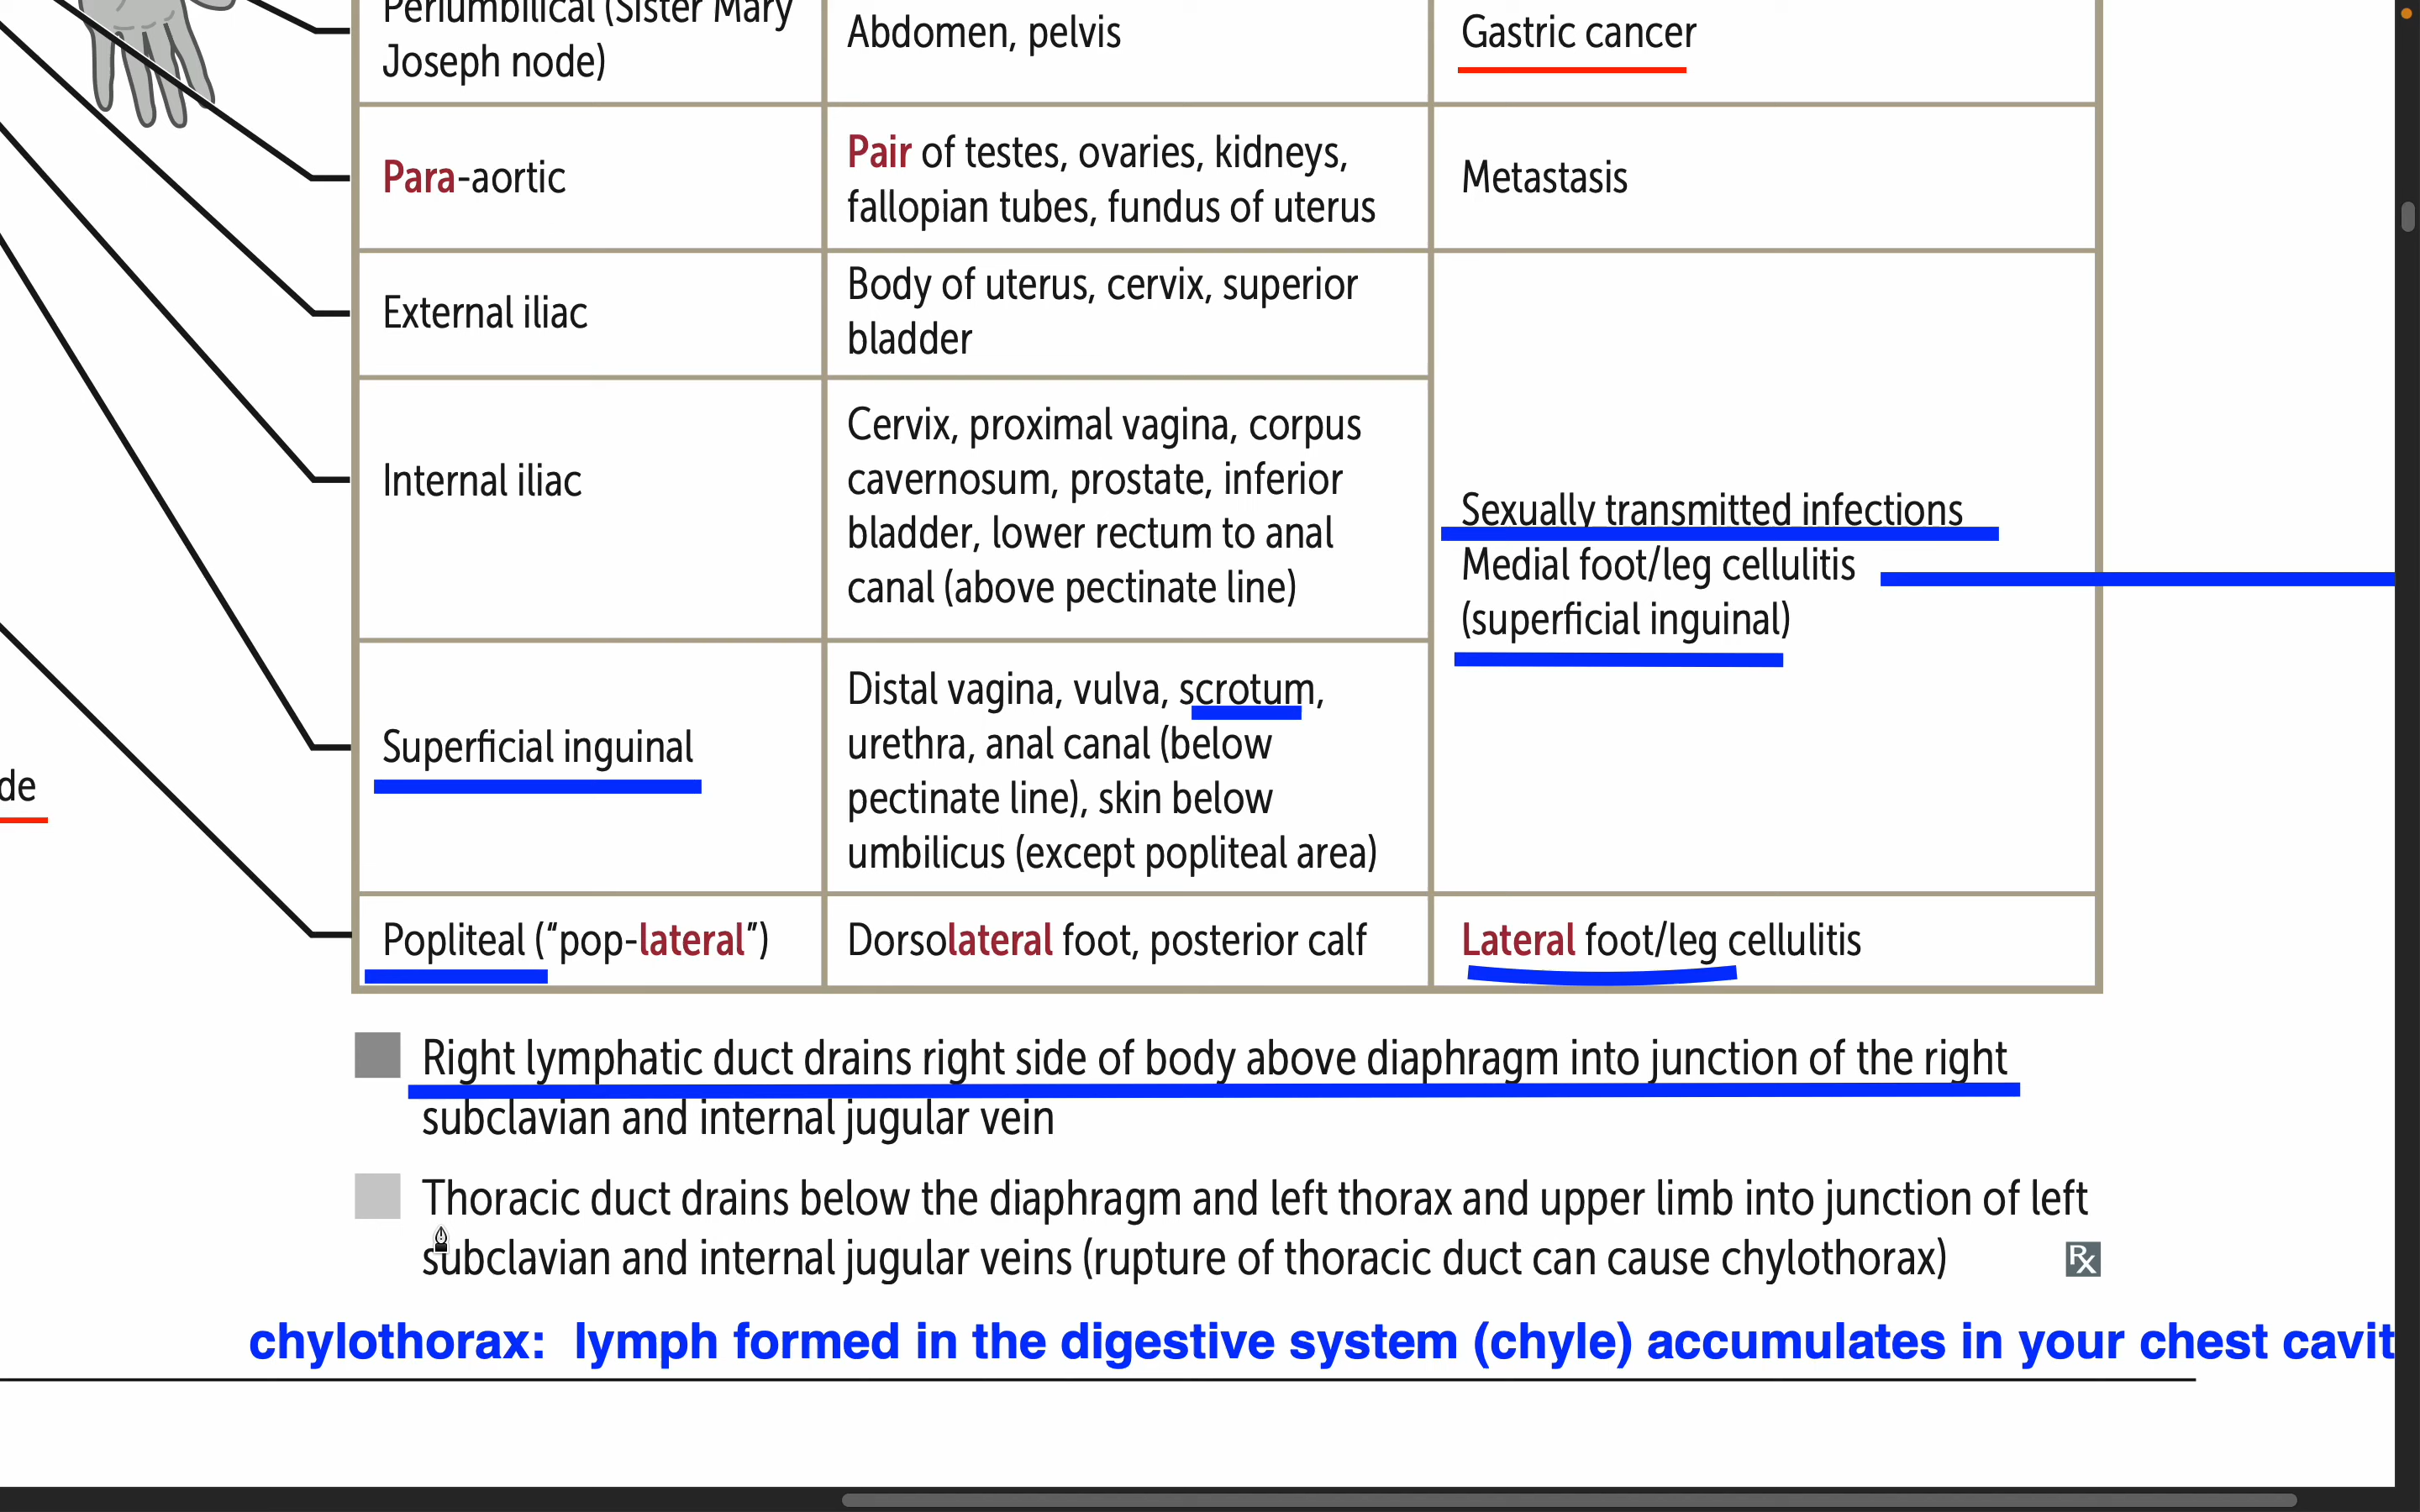 Periumbilical (Sister Mary
Joseph node)
Abdomen, pelvis
Gastric cancer
Para-aortic
Pair of testes, ovaries, kidneys,
fallopian tubes, fundus of uterus
Metastasis
External iliac
Body of uterus, cervix, superior
bladder
Internal iliac
Cervix, proximal vagina, corpus
cavernosum, prostate, inferior
bladder, lower rectum to anal
canal (above pectinate line)
Sexually transmitted infections
Medial foot/leg cellulitis
(superficial inguinal)
Superficial inguinal
Distal vagina, vulva, scrotum,
urethra, anal canal (below
pectinate line), skin below
umbilicus (except popliteal area)
de
Popliteal (“pop-lateral”)
Dorsolateral foot, posterior calf
Lateral foot/leg cellulitis
Right lymphatic duct drains right side of body above diaphragm into junction of the right
subclavian and internal jugular vein
Thoracic duct drains below the diaphragm and left thorax and upper limb into junction of left
subclavian and internal jugular veins (rupture of thoracic duct can cause chylothorax)
Rx
chylothorax: lymph formed in the digestive system (chyle) accumulates in your chest cavit